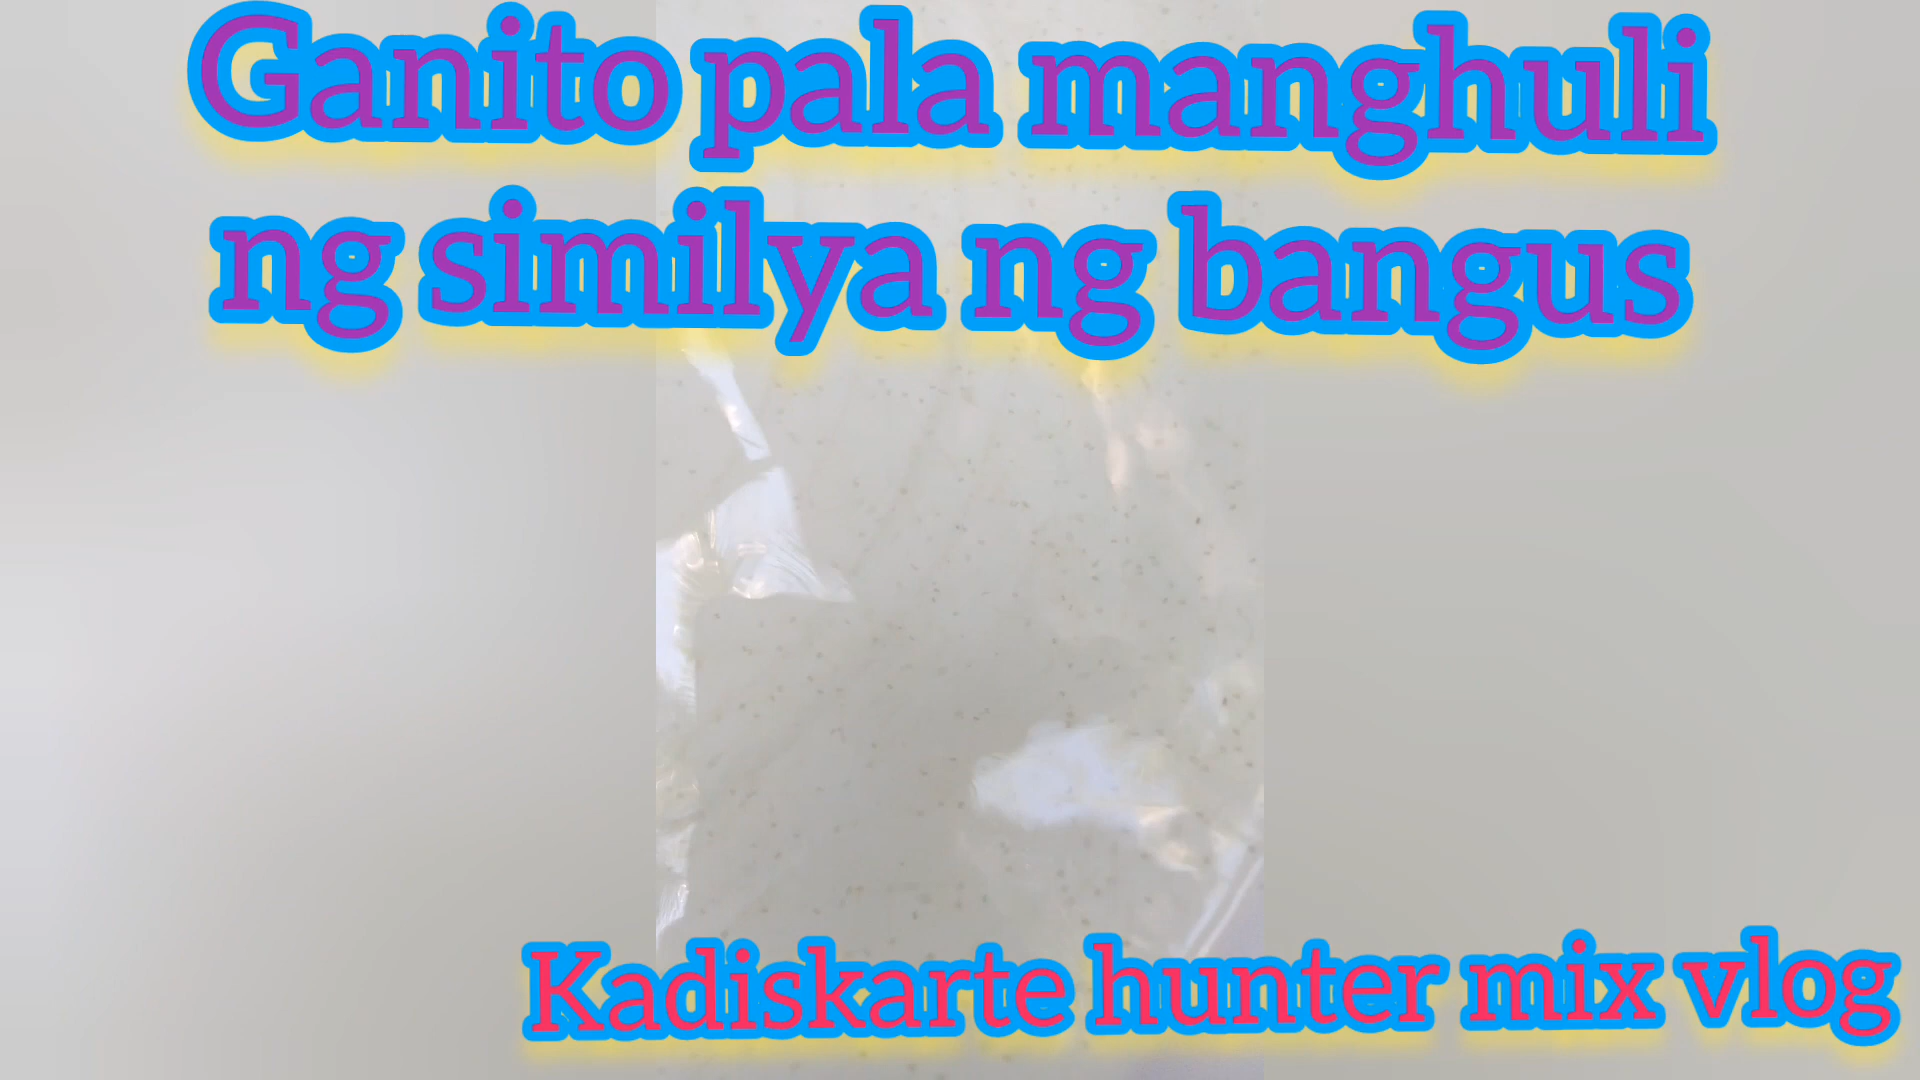 Ganito pala manghuli
ng similya ng bangus
Kadiskarte hunter mix vlog